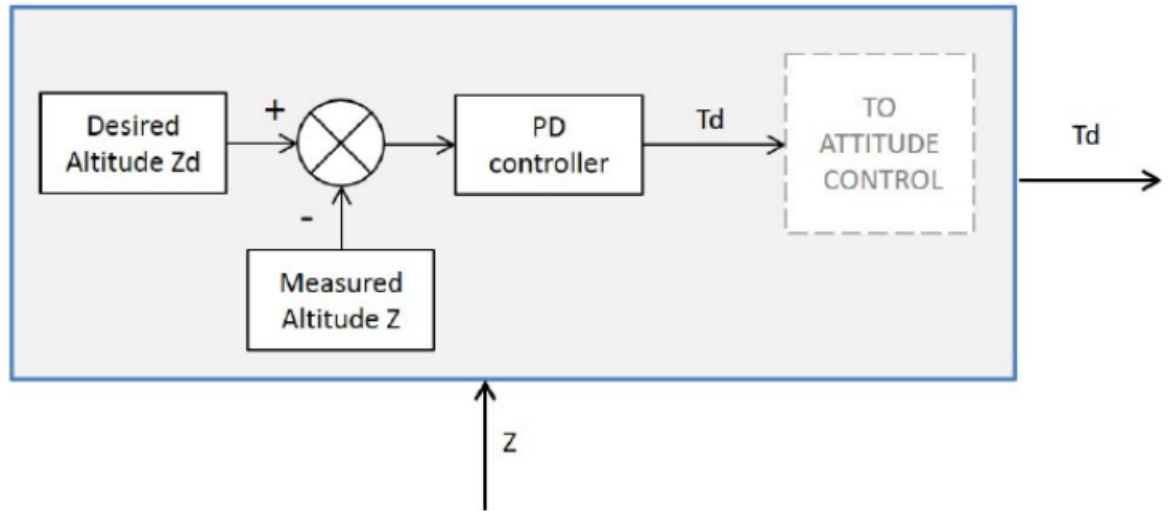 Desired
Altitude Zd
+
-
Measured
Altitude Z
PD
controller
Td
TO
ATTITUDE
CONTROL
Td
Z